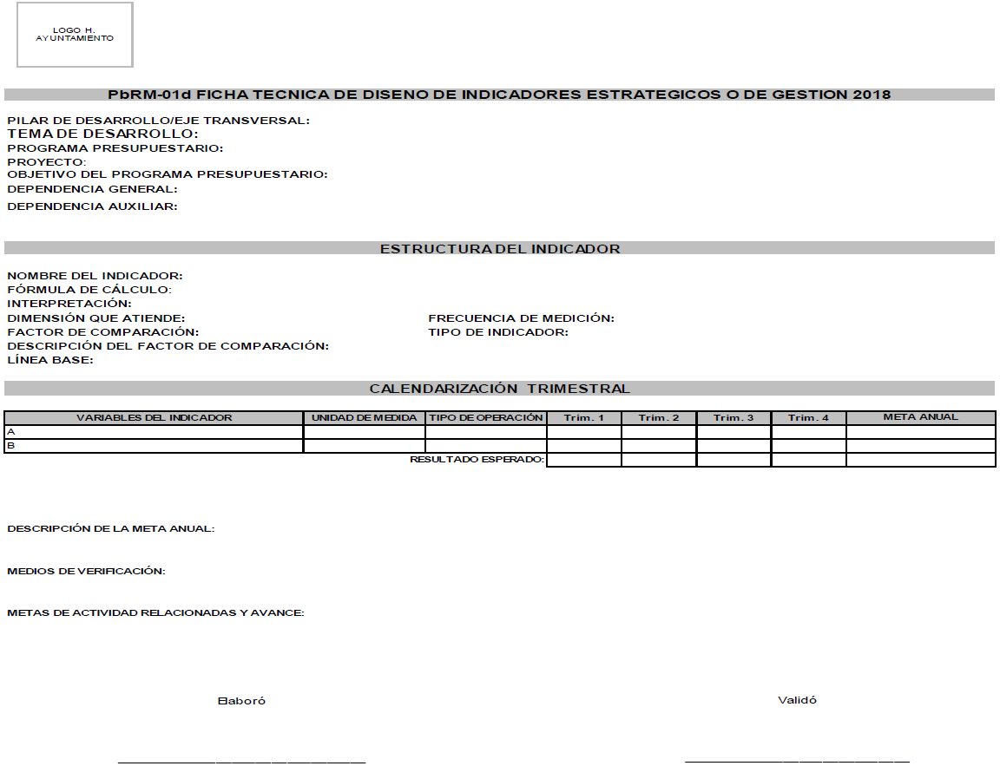 LOGO H.
AYUNTAMIENTO
PbRM-01d FICHA TECNICA DE DISENO DE INDICADORES ESTRATEGICOS O DE GESTION 2018
PILAR DE DESARROLLO/EJE TRANSVERSAL:
TEMA DE DESARROLLO:
PROGRAMA PRESUPUESTARIO:
PROYECTO:
OBJETIVO DEL PROGRAMA PRESUPUESTARIO:
DEPENDENCIA GENERAL:
DEPENDENCIA AUXILIAR:
ESTRUCTURA DEL INDICADOR
NOMBRE DEL INDICADOR:
FÓRMULA DE CÁLCULO:
INTERPRETACIÓN:
DIMENSIÓN QUE ATIENDE: FRECUENCIA DE MEDICIÓN:
FACTOR DE COMPARACIÓN: TIPO DE INDICADOR:
DESCRIPCIÓN DEL FACTOR DE COMPARACIÓN:
LÍNEA BASE:
CALENDARIZACIÓN TRIMESTRAL
VARIABLES DEL INDICADOR UNIDAD DE MEDIDA TIPO DE OPERACIÓN Trim. 1 Trim. 2 Trim. 3 Trim. 4 META ANUAL
A
B
RESULTADO ESPERADO:
DESCRIPCIÓN DE LA META ANUAL:
MEDIOS DE VERIFICACIÓN:
METAS DE ACTIVIDAD RELACIONADAS Y AVANCE:
Elaboró Validó